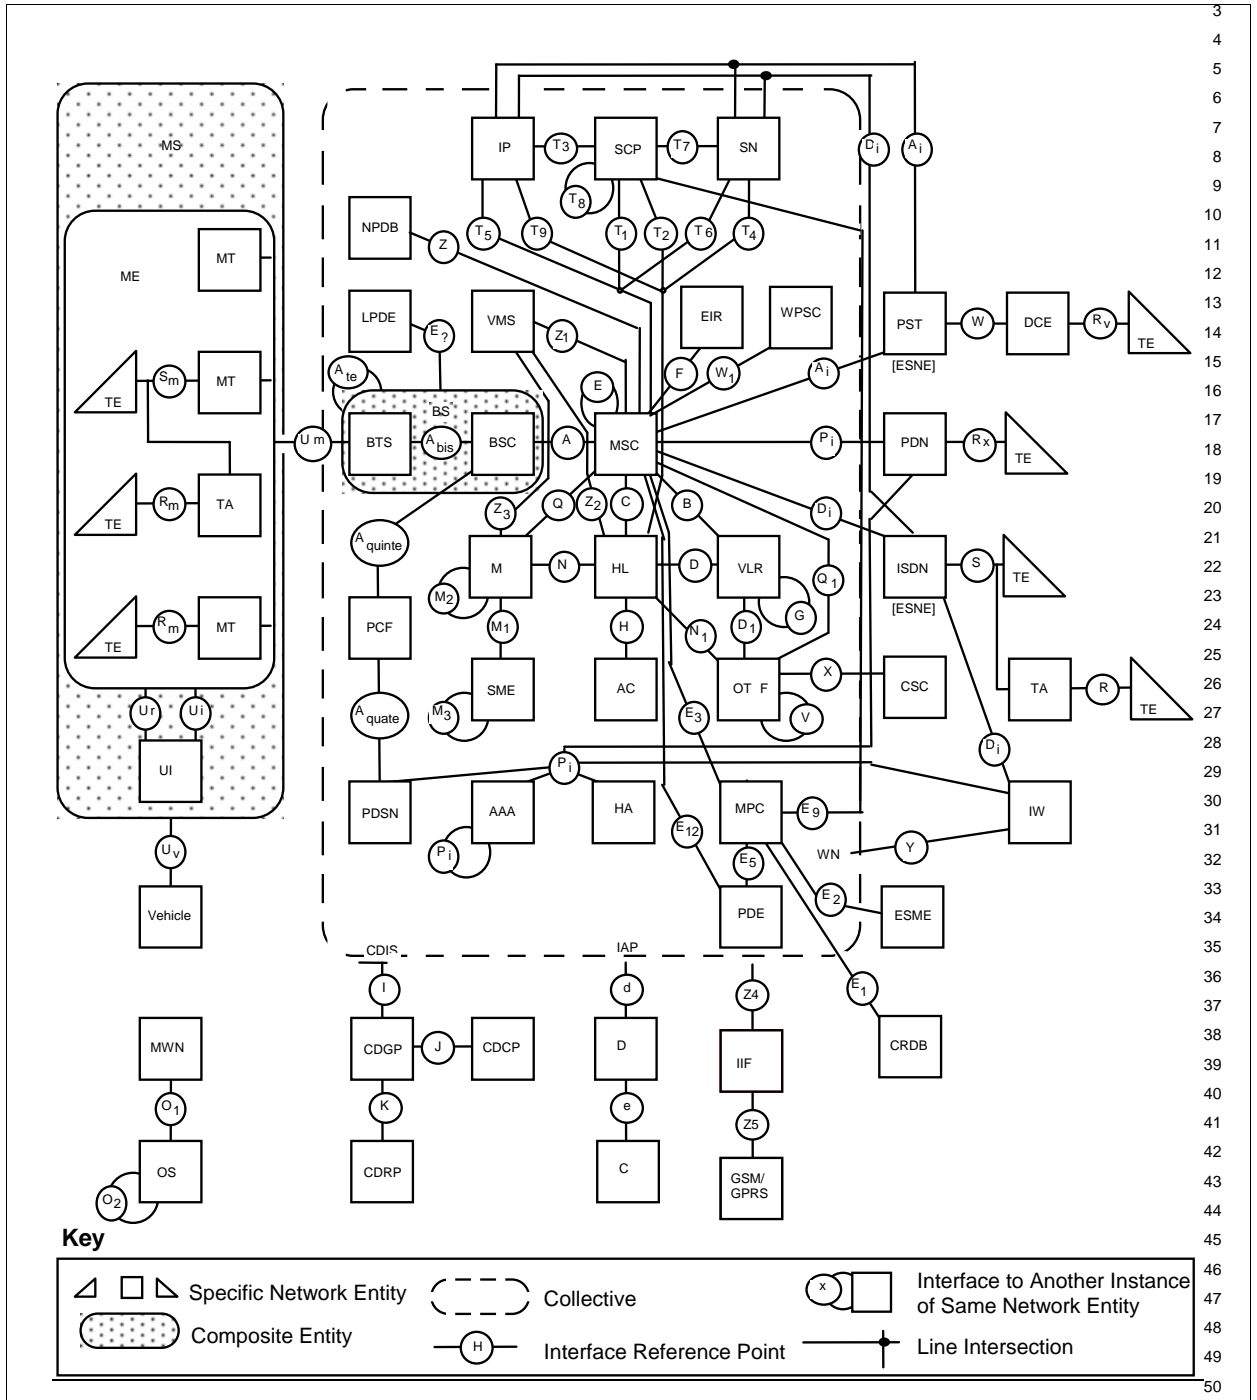 3
4
5
6
7
8
9
10
11
12
13
14
15
16
17
18
19
20
21
22
23
24
25
26
27
28
29
30
31
32
33
34
35
36
37
38
39
40
41
42
43
44
45
46
47
48
49
50
MS
ME
MT
TE
Sm
MT
TE
Rm
TA
TE
Rm
MT
Ur
Ui
UI
Uv
Vehicle
Um
IP
T3
SCP
T7
SN
Di
Ai
T8
NPDB
Z
T5
T9
T1
T2
T6
T4
LPDE
E?
VMS
Z1
EIR
WPSC
F
W1
Ai
PST
[ESNE]
W
DCE
Rv
TE
Ate
BS
BTS
Abis
BSC
A
E
MSC
Pi
PDN
Rx
TE
Z3
Q
Z2
C
B
Di
Aquinte
M
N
HL
D
VLR
Q1
ISDN
[ESNE]
S
TE
M2
M1
H
N1
D1
G
PCF
SME
M3
AC
OT F
X
CSC
V
TA
R
TE
Aquate
E3
Di
Pi
PDSN
AAA
Pi
HA
MPC
E9
IW
E12
E5
WN
Y
PDE
E2
ESME
CDIS
IAP
I
d
Z4
E1
MWN
CDGP
J
CDCP
D
IIF
CRDB
O1
K
e
Z5
OS
O2
CDRP
C
GSM/
GPRS
Key
Specific Network Entity
Composite Entity
Collective
H
Interface Reference Point
x
Interface to Another Instance
of Same Network Entity
Line Intersection